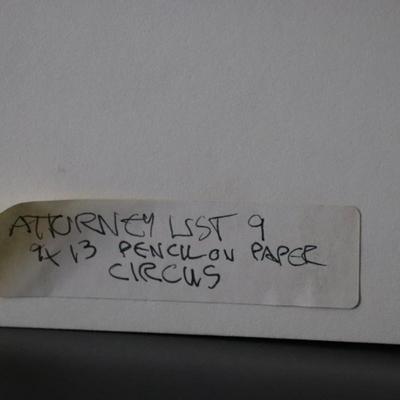 ATTORNEY LIST 9
9x13 PENCIL ON PAPER
CIRCUS